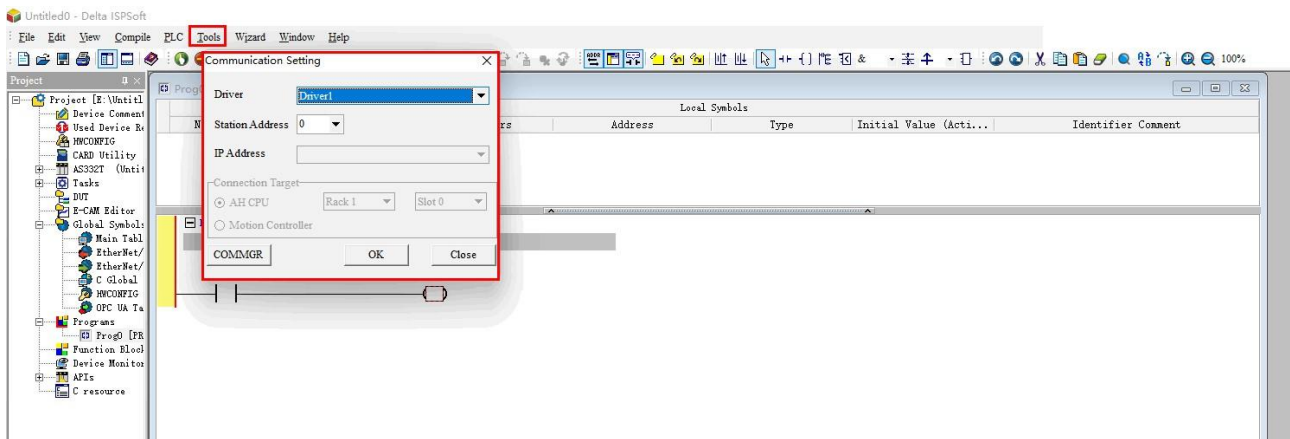 Untitled0 - Delta ISPSoft
File Edit View Compile PLC Tools Wizard Window Help
100%
Project
Project [E:\Untitl
Device Comment
Used Device Re
HWCONFIG
CARD Utility
AS332T (Untit
Tasks
DUT
E-CAM Editor
Global Symbols
Main Tabl
EtherNet/
EtherNet/
C Global
HWCONFIG
OPC UA Ta
Programs
Prog0 [PR
Function Block
Device Monitor
APIs
C resource
Communication Setting
Driver Driver1
Station Address 0
IP Address
Connection Target
AH CPU Rack 1 Slot 0
Motion Controller
COMMGR OK Close
Prog
Local Symbols
Address Type Initial Value (Acti... Identifier Comment